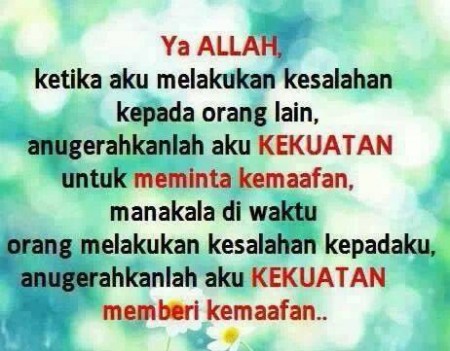 Ya ALLAH,
ketika aku melakukan kesalahan
kepada orang lain,
anugerahkanlah aku KEKUATAN
untuk meminta kemaafan,
manakala di waktu
orang melakukan kesalahan kepadaku,
anugerahkanlah aku KEKUATAN
memberi kemaafan..